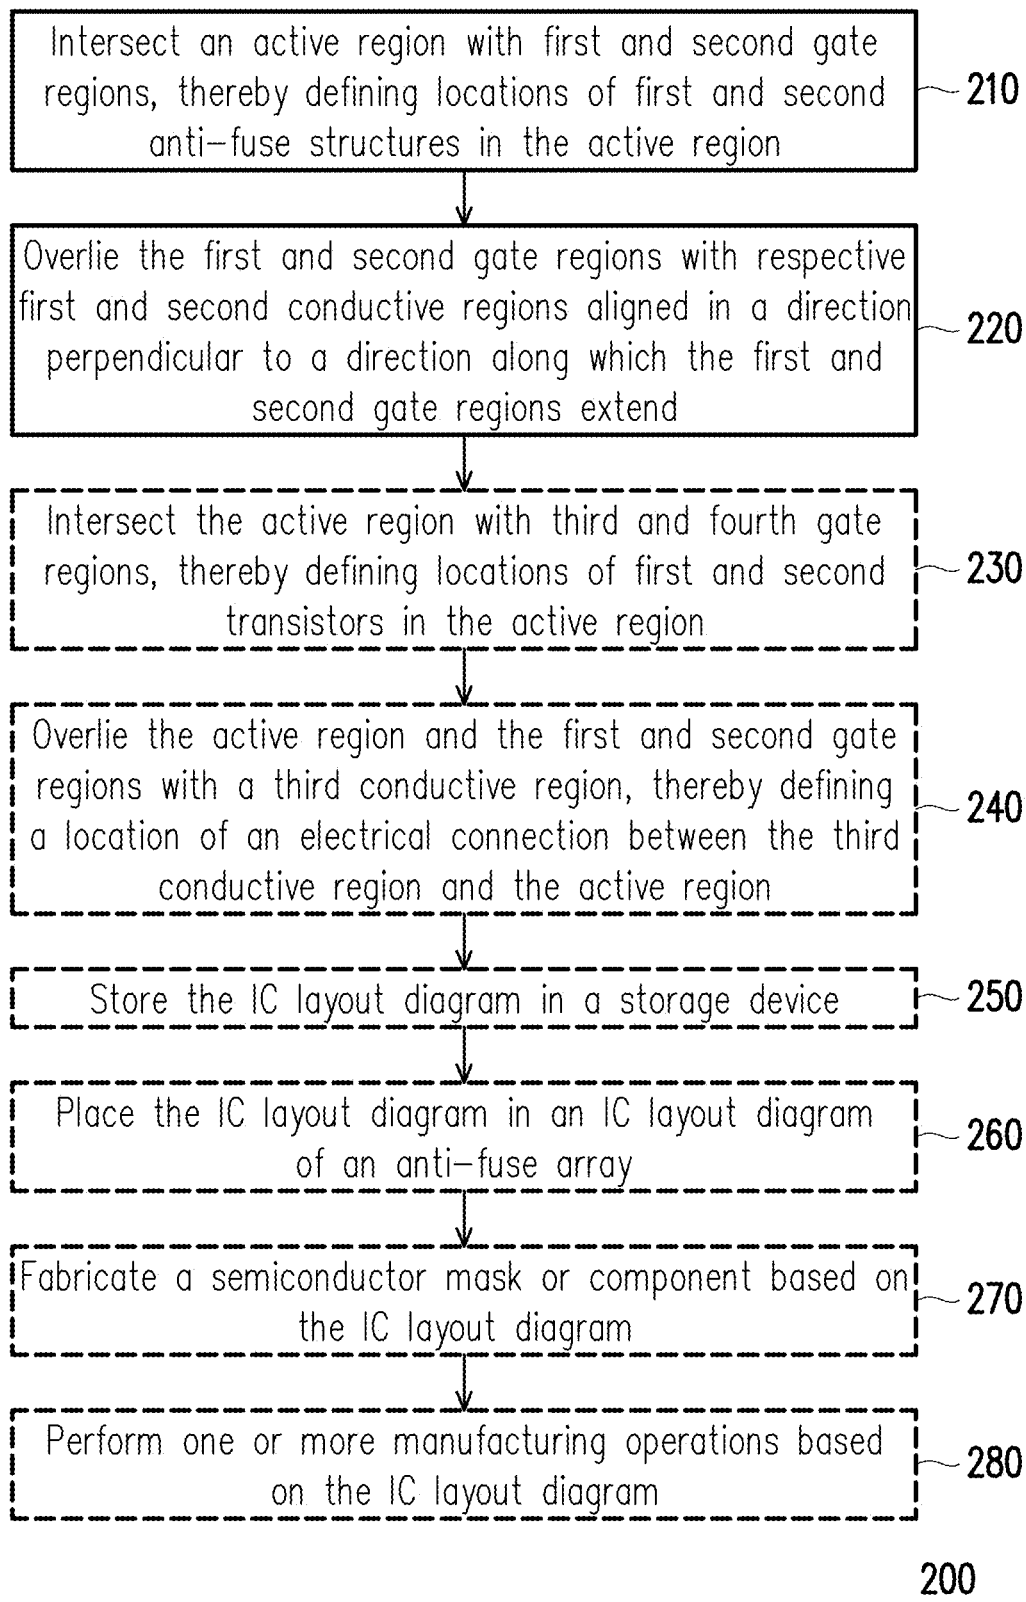 Intersect an active region with first and second gate
regions, thereby defining locations of first and second
anti-fuse structures in the active region
210
Overlie the first and second gate regions with respective
first and second conductive regions aligned in a direction
perpendicular to a direction along which the first and
second gate regions extend
220
Intersect the active region with third and fourth gate
regions, thereby defining locations of first and second
transistors in the active region
230
Overlie the active region and the first and second gate
regions with a third conductive region, thereby defining
a location of an electrical connection between the third
conductive region and the active region
240
Store the IC layout diagram in a storage device
250
Place the IC layout diagram in an IC layout diagram
of an anti-fuse array
260
Fabricate a semiconductor mask or component based on
the IC layout diagram
270
Perform one or more manufacturing operations based
on the IC layout diagram
280
200